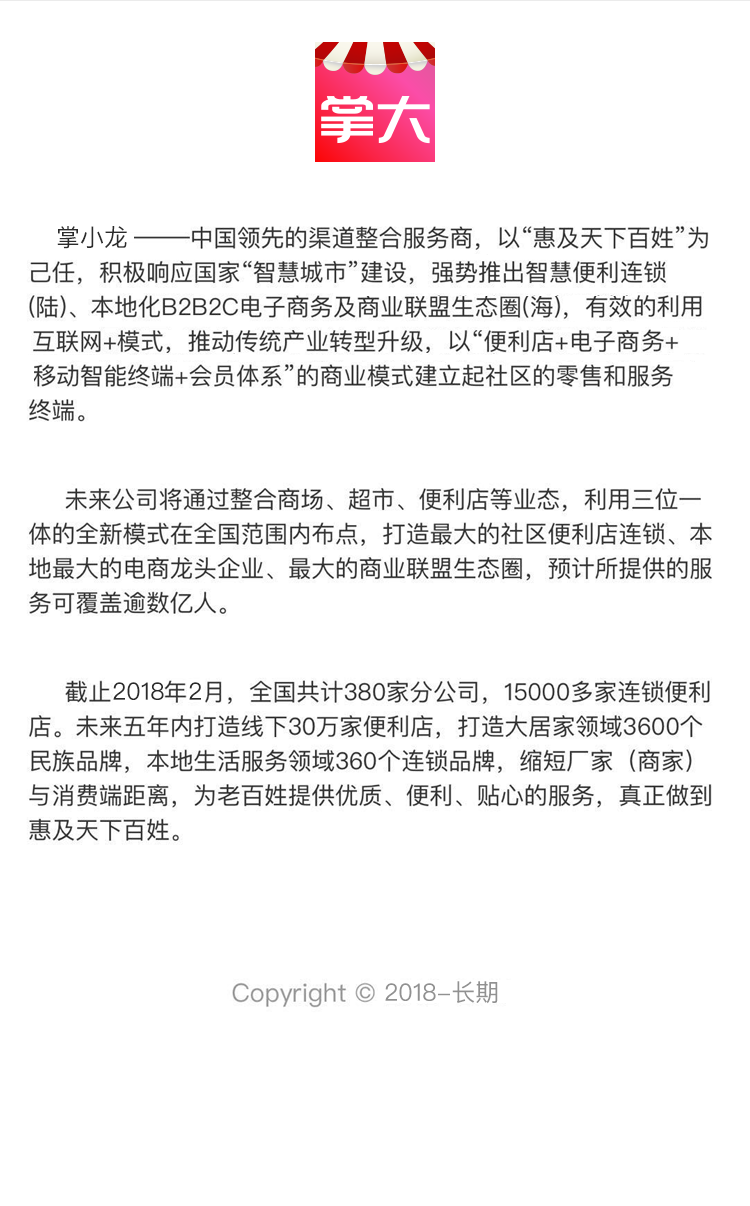 掌大
掌小龙 ——中国领先的渠道整合服务商，以“惠及天下百姓”为
己任，积极响应国家“智慧城市”建设，强势推出智慧便利连锁
(陆)、本地化B2B2C电子商务及商业联盟生态圈(海)，有效的利用
互联网+模式，推动传统产业转型升级，以“便利店+电子商务+
移动智能终端+会员体系”的商业模式建立起社区的零售和服务
终端。
未来公司将通过整合商场、超市、便利店等业态，利用三位一
体的全新模式在全国范围内布点，打造最大的社区便利店连锁、本
地最大的电商龙头企业、最大的商业联盟生态圈，预计所提供的服
务可覆盖逾数亿人。
截止2018年2月，全国共计380家分公司，15000多家连锁便利
店。未来五年内打造线下30万家便利店，打造大居家领域3600个
民族品牌，本地生活服务领域360个连锁品牌，缩短厂家（商家）
与消费端距离，为老百姓提供优质、便利、贴心的服务，真正做到
惠及天下百姓。
Copyright © 2018-长期